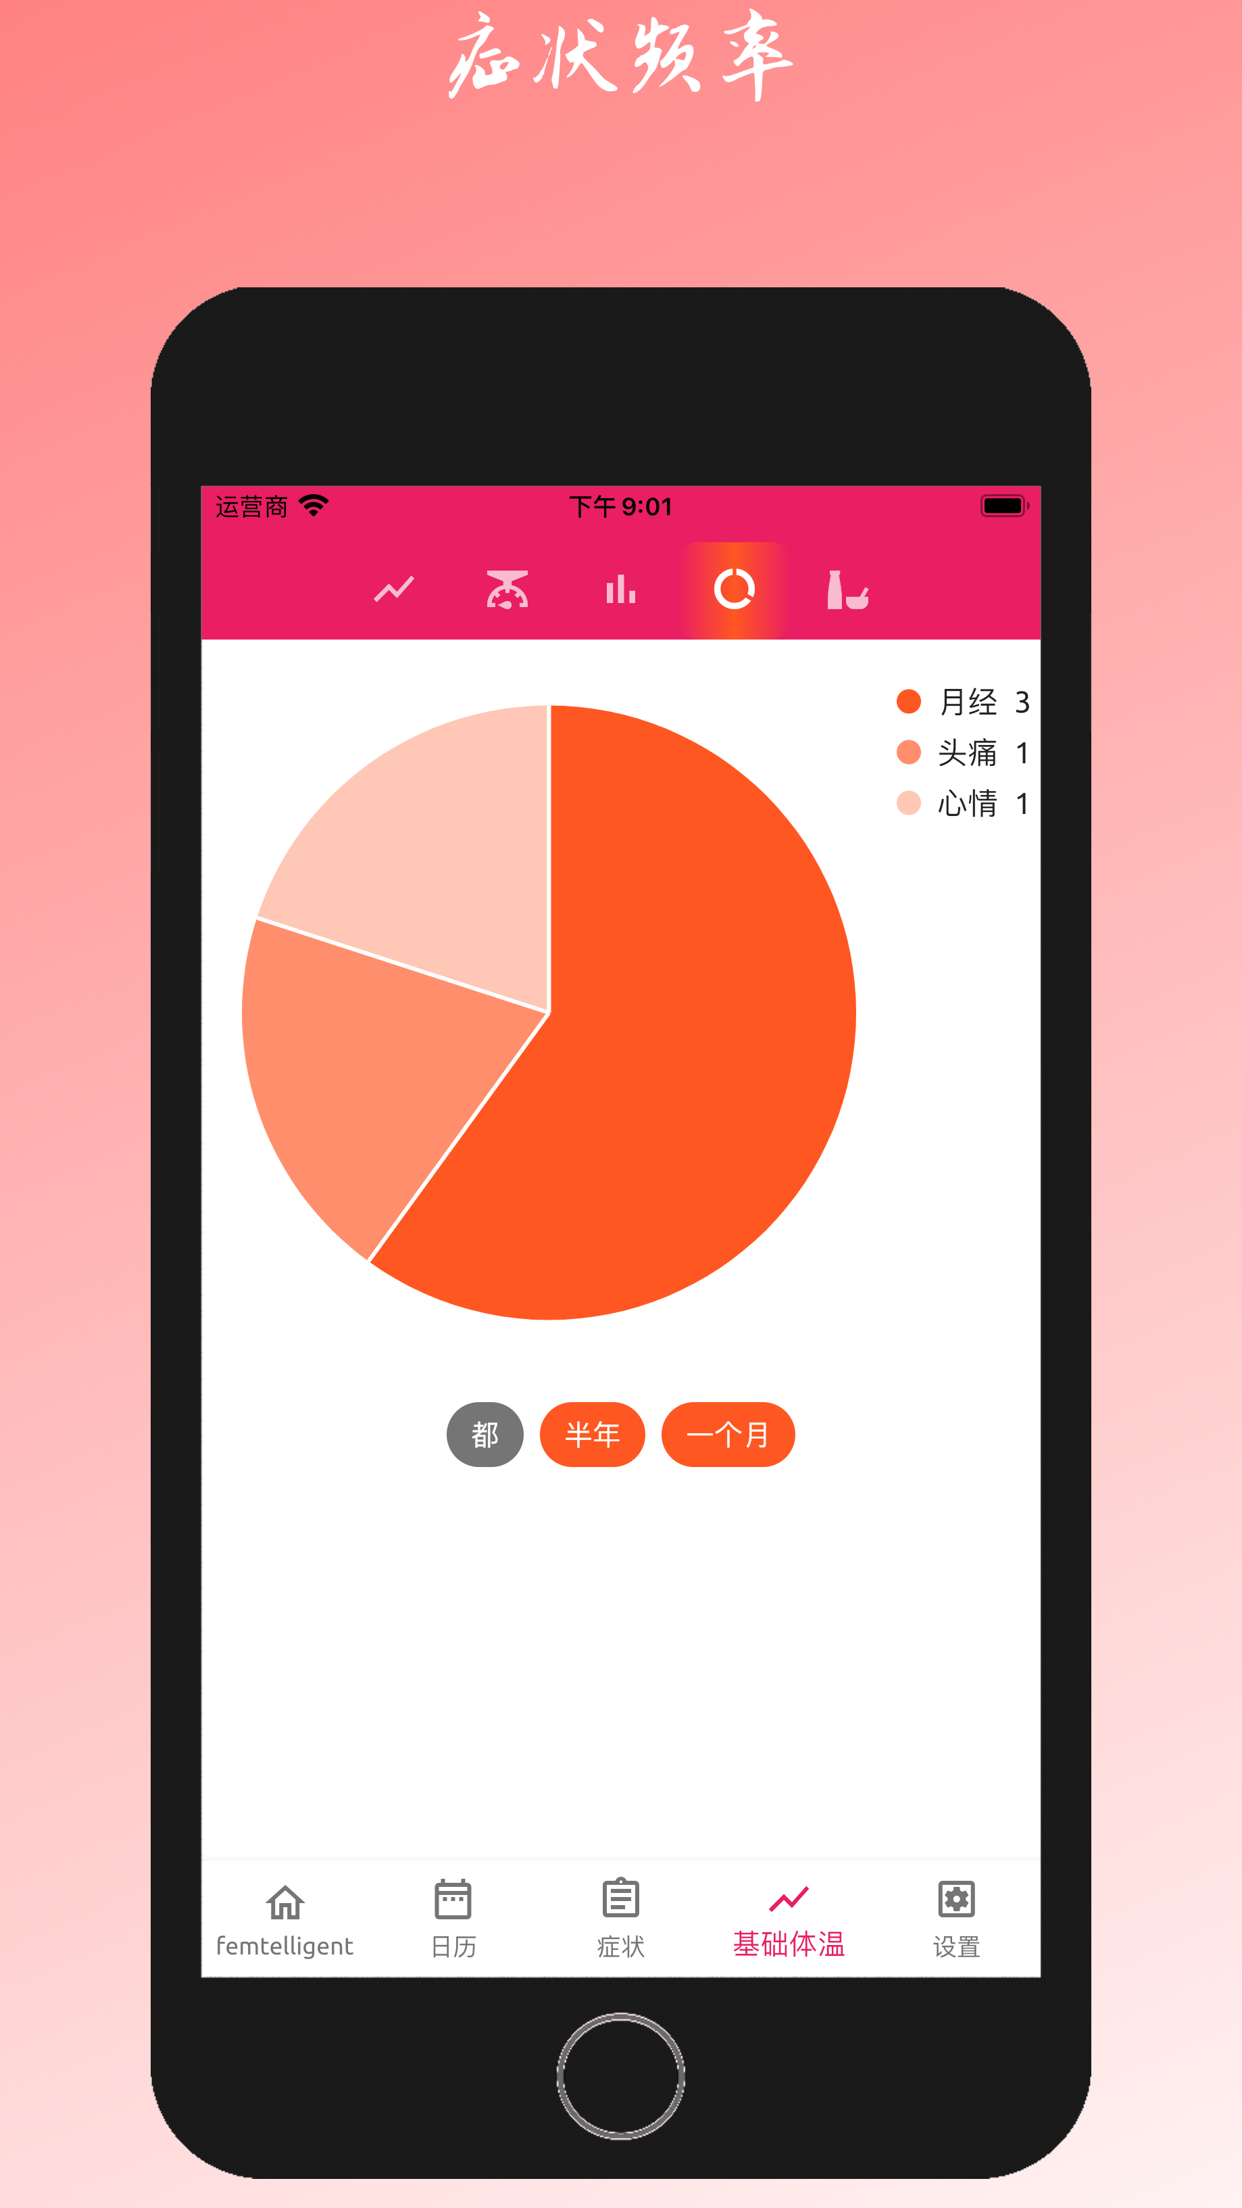 症状频率
运营商 下午 9:01
月经 3
头痛 1
心情 1
都 半年 一个月
femtelligent 日历 症状 基础体温 设置